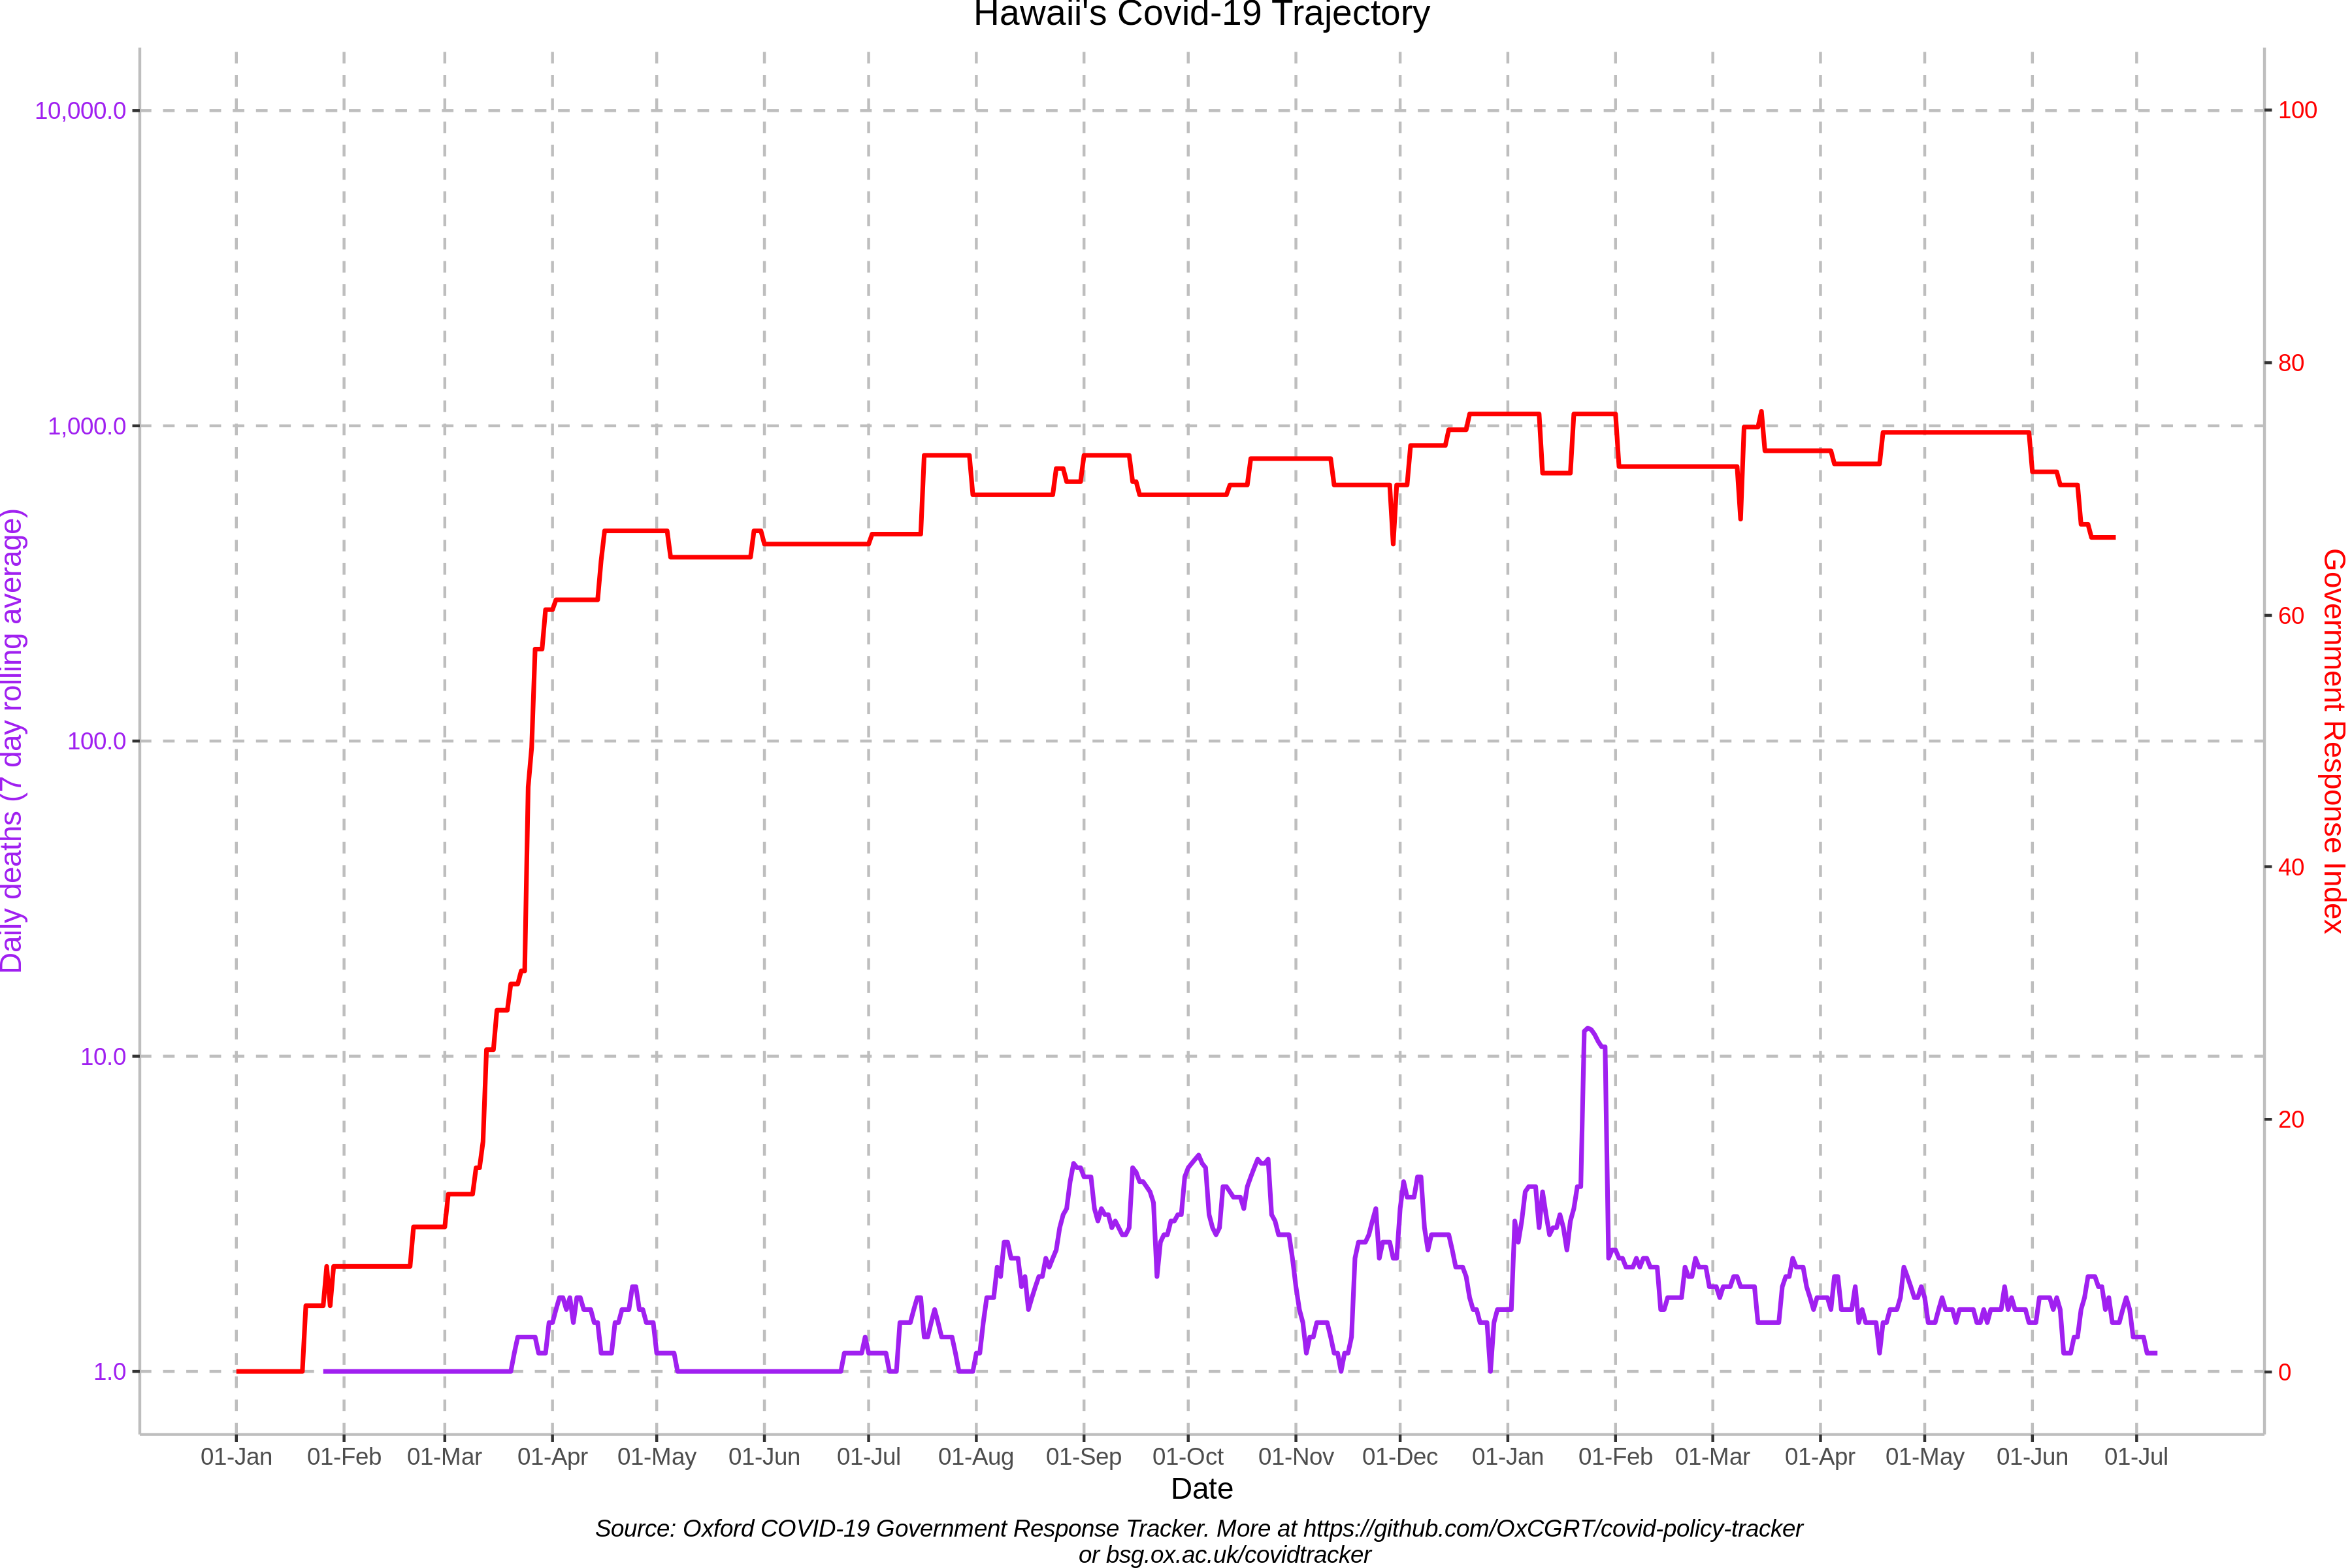 Hawaii's Covid-19 Trajectory
10,000.0
1,000.0
100.0
10.0
1.0
Daily deaths (7 day rolling average)
100
80
60
40
20
0
Government Response Index
01-Jan 01-Feb 01-Mar 01-Apr 01-May 01-Jun 01-Jul 01-Aug 01-Sep 01-Oct 01-Nov 01-Dec 01-Jan 01-Feb 01-Mar 01-Apr 01-May 01-Jun 01-Jul
Date
Source: Oxford COVID-19 Government Response Tracker. More at https://github.com/OxCGRT/covid-policy-tracker
or bsg.ox.ac.uk/covidtracker